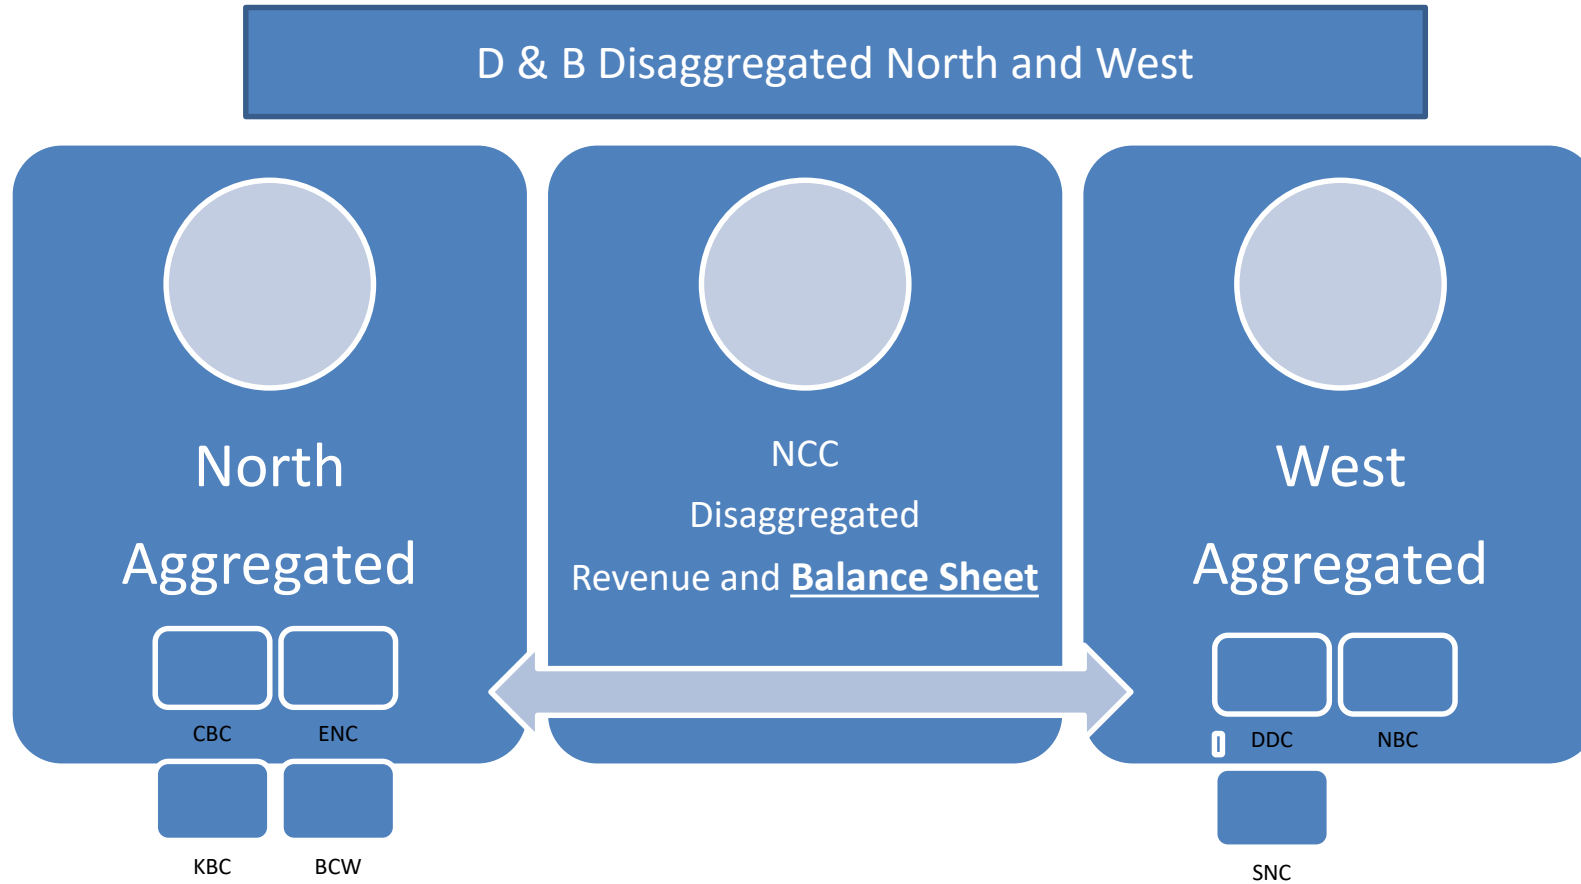 D & B Disaggregated North and West
North
Aggregated
CBC ENC
KBC BCW
NCC
Disaggregated
Revenue and Balance Sheet
West
Aggregated
DDC NBC
SNC